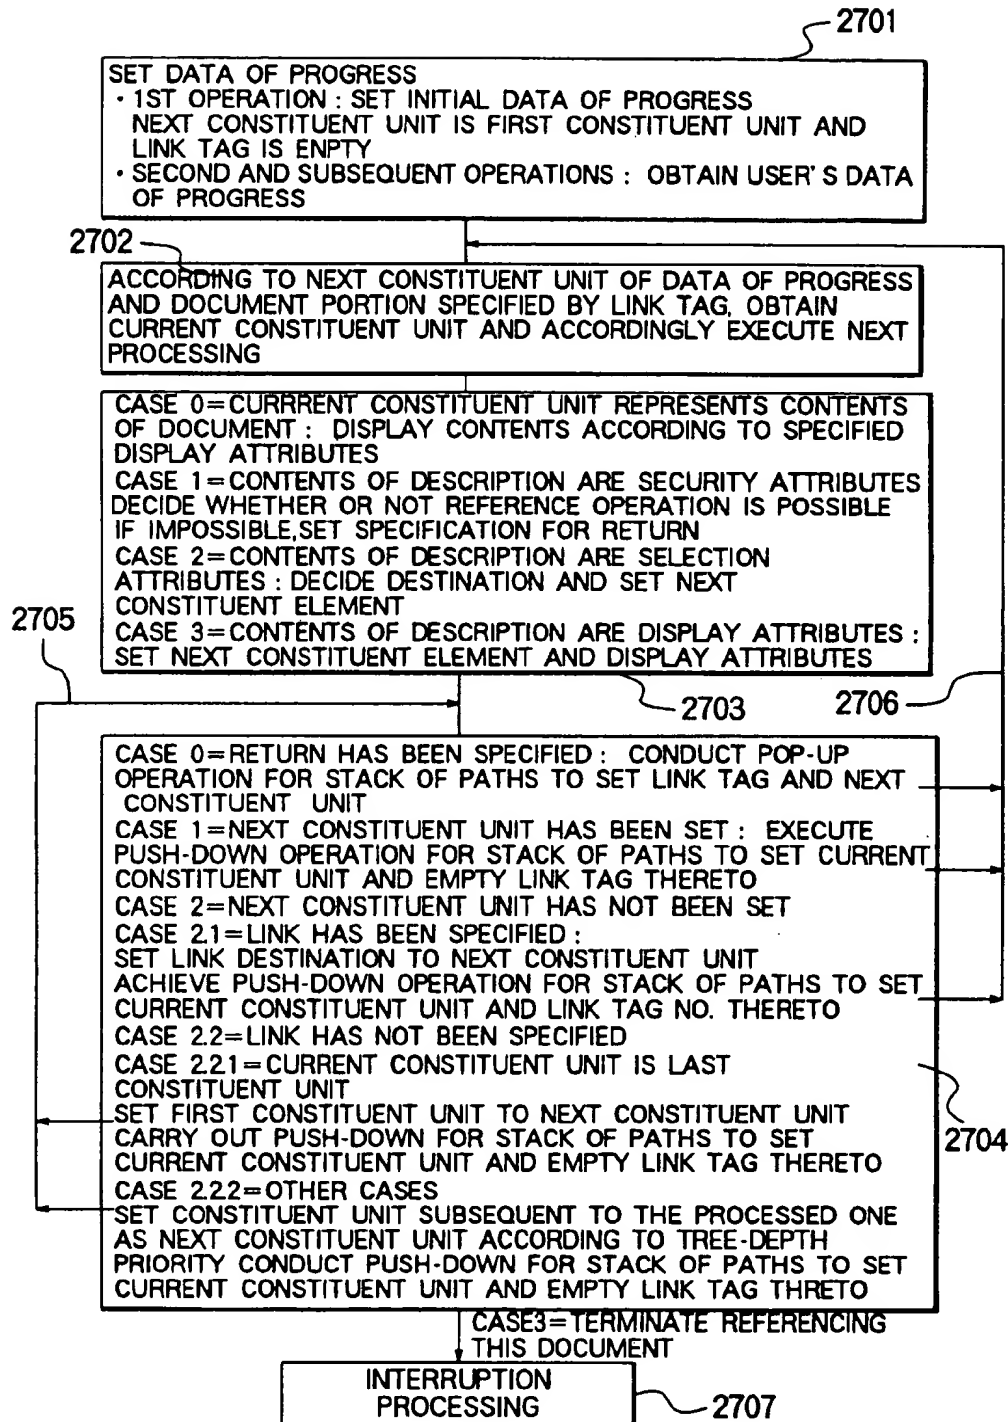 2701
SET DATA OF PROGRESS
· 1ST OPERATION : SET INITIAL DATA OF PROGRESS
NEXT CONSTITUENT UNIT IS FIRST CONSTITUENT UNIT AND
LINK TAG IS ENPTY
· SECOND AND SUBSEQUENT OPERATIONS : OBTAIN USER'S DATA
OF PROGRESS
2702
ACCORDING TO NEXT CONSTITUENT UNIT OF DATA OF PROGRESS
AND DOCUMENT PORTION SPECIFIED BY LINK TAG, OBTAIN
CURRENT CONSTITUENT UNIT AND ACCORDINGLY EXECUTE NEXT
PROCESSING
CASE 0=CURRRENT CONSTITUENT UNIT REPRESENTS CONTENTS
OF DOCUMENT : DISPLAY CONTENTS ACCORDING TO SPECIFIED
DISPLAY ATTRIBUTES
CASE 1=CONTENTS OF DESCRIPTION ARE SECURITY ATTRIBUTES
DECIDE WHETHER OR NOT REFERENCE OPERATION IS POSSIBLE
IF IMPOSSIBLE,SET SPECIFICATION FOR RETURN
CASE 2=CONTENTS OF DESCRIPTION ARE SELECTION
ATTRIBUTES : DECIDE DESTINATION AND SET NEXT
CONSTITUENT ELEMENT
CASE 3=CONTENTS OF DESCRIPTION ARE DISPLAY ATTRIBUTES :
SET NEXT CONSTITUENT ELEMENT AND DISPLAY ATTRIBUTES
2705
2703
2706
CASE 0=RETURN HAS BEEN SPECIFIED : CONDUCT POP-UP
OPERATION FOR STACK OF PATHS TO SET LINK TAG AND NEXT
CONSTITUENT UNIT
CASE 1=NEXT CONSTITUENT UNIT HAS BEEN SET : EXECUTE
PUSH-DOWN OPERATION FOR STACK OF PATHS TO SET CURRENT
CONSTITUENT UNIT AND EMPTY LINK TAG THERETO
CASE 2=NEXT CONSTITUENT UNIT HAS NOT BEEN SET
CASE 2.1=LINK HAS BEEN SPECIFIED :
SET LINK DESTINATION TO NEXT CONSTITUENT UNIT
ACHIEVE PUSH-DOWN OPERATION FOR STACK OF PATHS TO SET
CURRENT CONSTITUENT UNIT AND LINK TAG NO. THERETO
CASE 2.2=LINK HAS NOT BEEN SPECIFIED
CASE 2.2.1=CURRENT CONSTITUENT UNIT IS LAST
CONSTITUENT UNIT
SET FIRST CONSTITUENT UNIT TO NEXT CONSTITUENT UNIT
CARRY OUT PUSH-DOWN FOR STACK OF PATHS TO SET
CURRENT CONSTITUENT UNIT AND EMPTY LINK TAG THERETO
2704
CASE 2.2.2=OTHER CASES
SET CONSTITUENT UNIT SUBSEQUENT TO THE PROCESSED ONE
AS NEXT CONSTITUENT UNIT ACCORDING TO TREE-DEPTH
PRIORITY CONDUCT PUSH-DOWN FOR STACK OF PATHS TO SET
CURRENT CONSTITUENT UNIT AND EMPTY LINK TAG THRETO
CASE3=TERMINATE REFERENCING
THIS DOCUMENT
INTERRUPTION
PROCESSING
2707